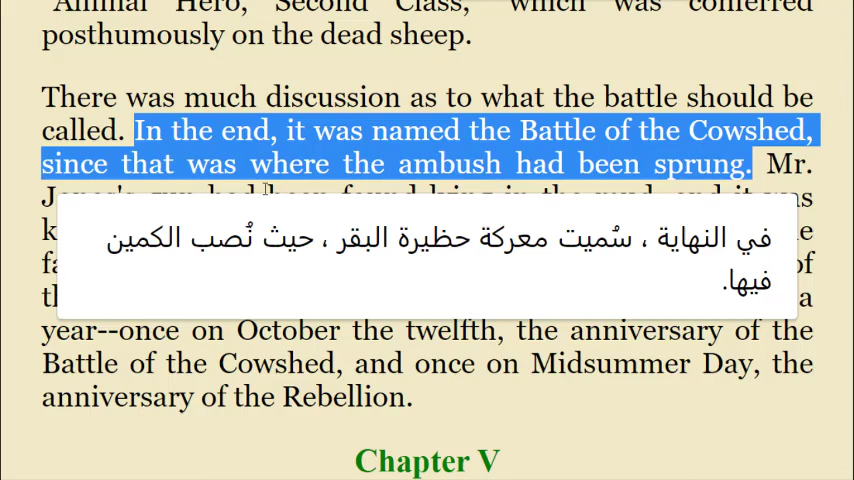 "Animal Hero, Second Class," which was conferred
posthumously on the dead sheep.
There was much discussion as to what the battle should be
called. In the end, it was named the Battle of the Cowshed,
since that was where the ambush had been sprung. Mr.
في النهاية ، سُميت معركة حظيرة البقر ، حيث نُصب الكمين
فيها.
year--once on October the twelfth, the anniversary of the
Battle of the Cowshed, and once on Midsummer Day, the
anniversary of the Rebellion.
Chapter V